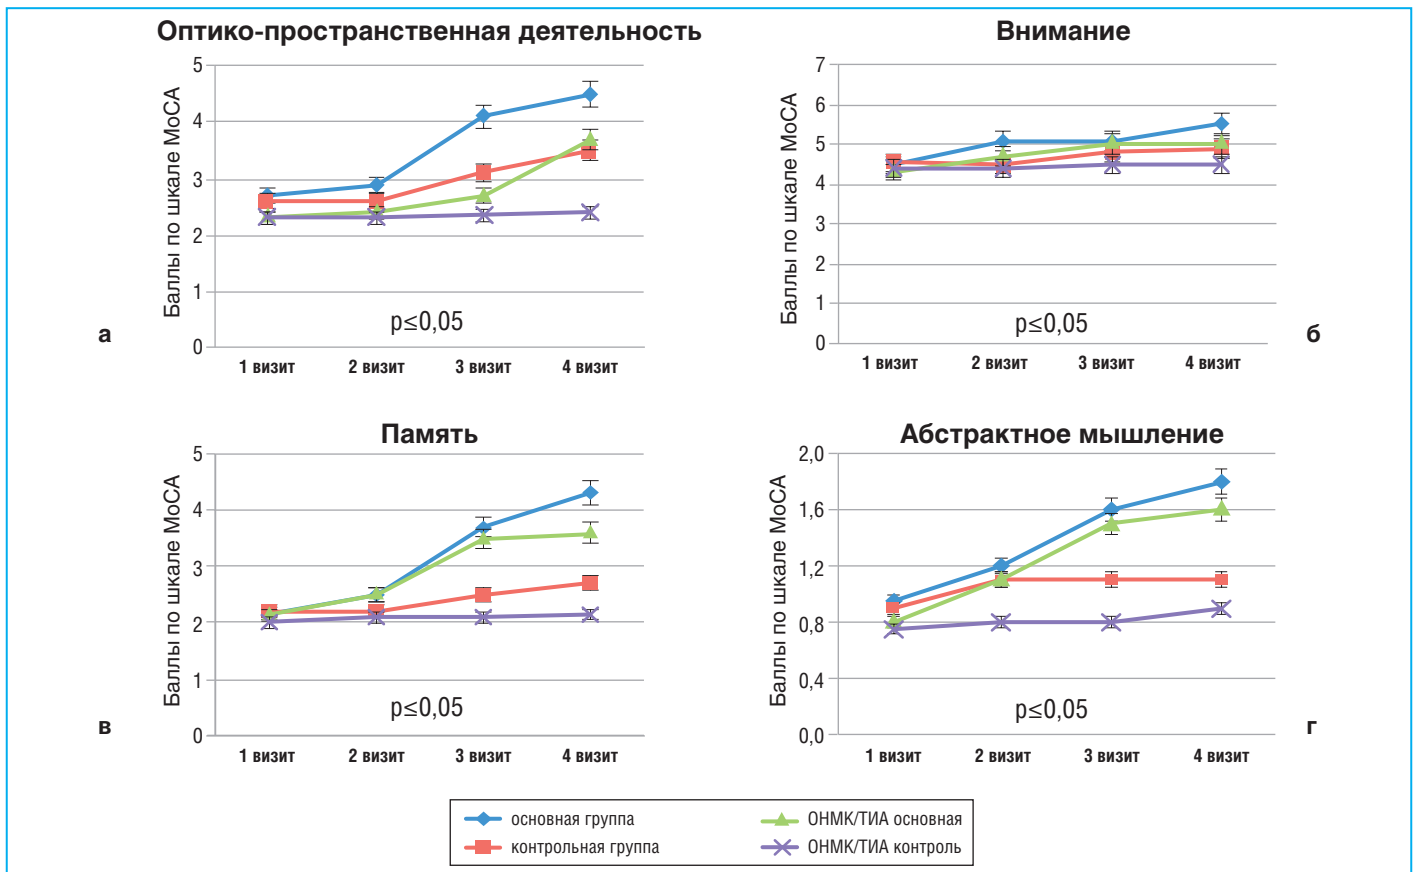 Оптико-пространственная деятельность
Баллы по шкале МоСА
5
4
3
2
1
0
p≤0,05
1 визит 2 визит 3 визит 4 визит
а
Внимание
Баллы по шкале МоСА
7
6
5
4
3
2
1
0
p≤0,05
1 визит 2 визит 3 визит 4 визит
б
Память
Баллы по шкале МоСА
5
4
3
2
1
0
p≤0,05
1 визит 2 визит 3 визит 4 визит
в
Абстрактное мышление
Баллы по шкале МоСА
2,0
1,6
1,2
0,8
0,4
0,0
p≤0,05
1 визит 2 визит 3 визит 4 визит
г
основная группа
контрольная группа
ОНМК/ТИА основная
ОНМК/ТИА контроль